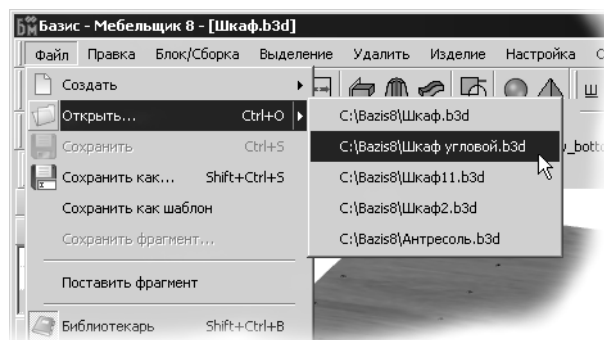 Базис - Мебельщик 8 - [Шкаф.b3d]
Файл Правка Блок/Сборка Выделение Удалить Изделие Настройка С
Создать
Открыть... Ctrl+O
C:\Bazis8\Шкаф.b3d
Сохранить Ctrl+S
C:\Bazis8\Шкаф угловой.b3d
Сохранить как... Shift+Ctrl+S
C:\Bazis8\Шкаф11.b3d
Сохранить как шаблон
C:\Bazis8\Шкаф2.b3d
Сохранить фрагмент...
C:\Bazis8\Антресоль.b3d
Поставить фрагмент
Библиотекарь Shift+Ctrl+B